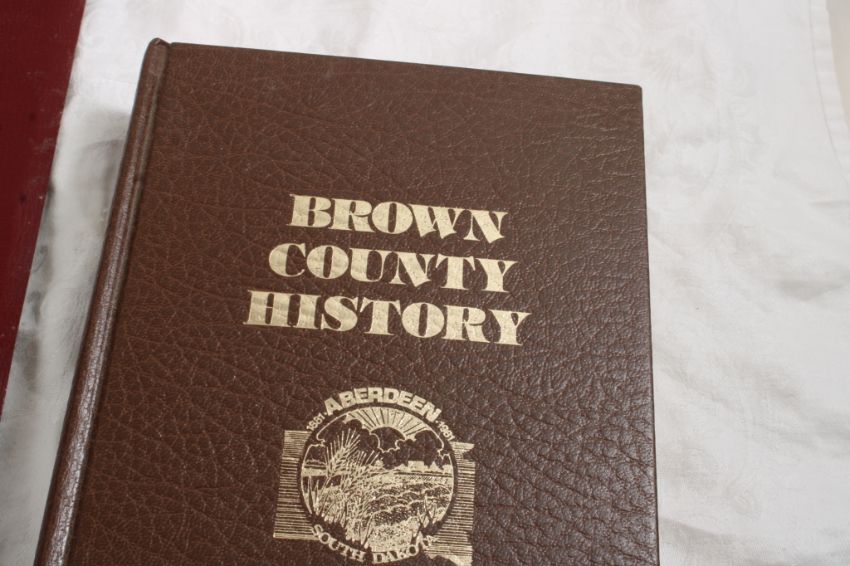 BROWN
COUNTY
HISTORY
1881 · ABERDEEN · 1981
SOUTH DAKOTA